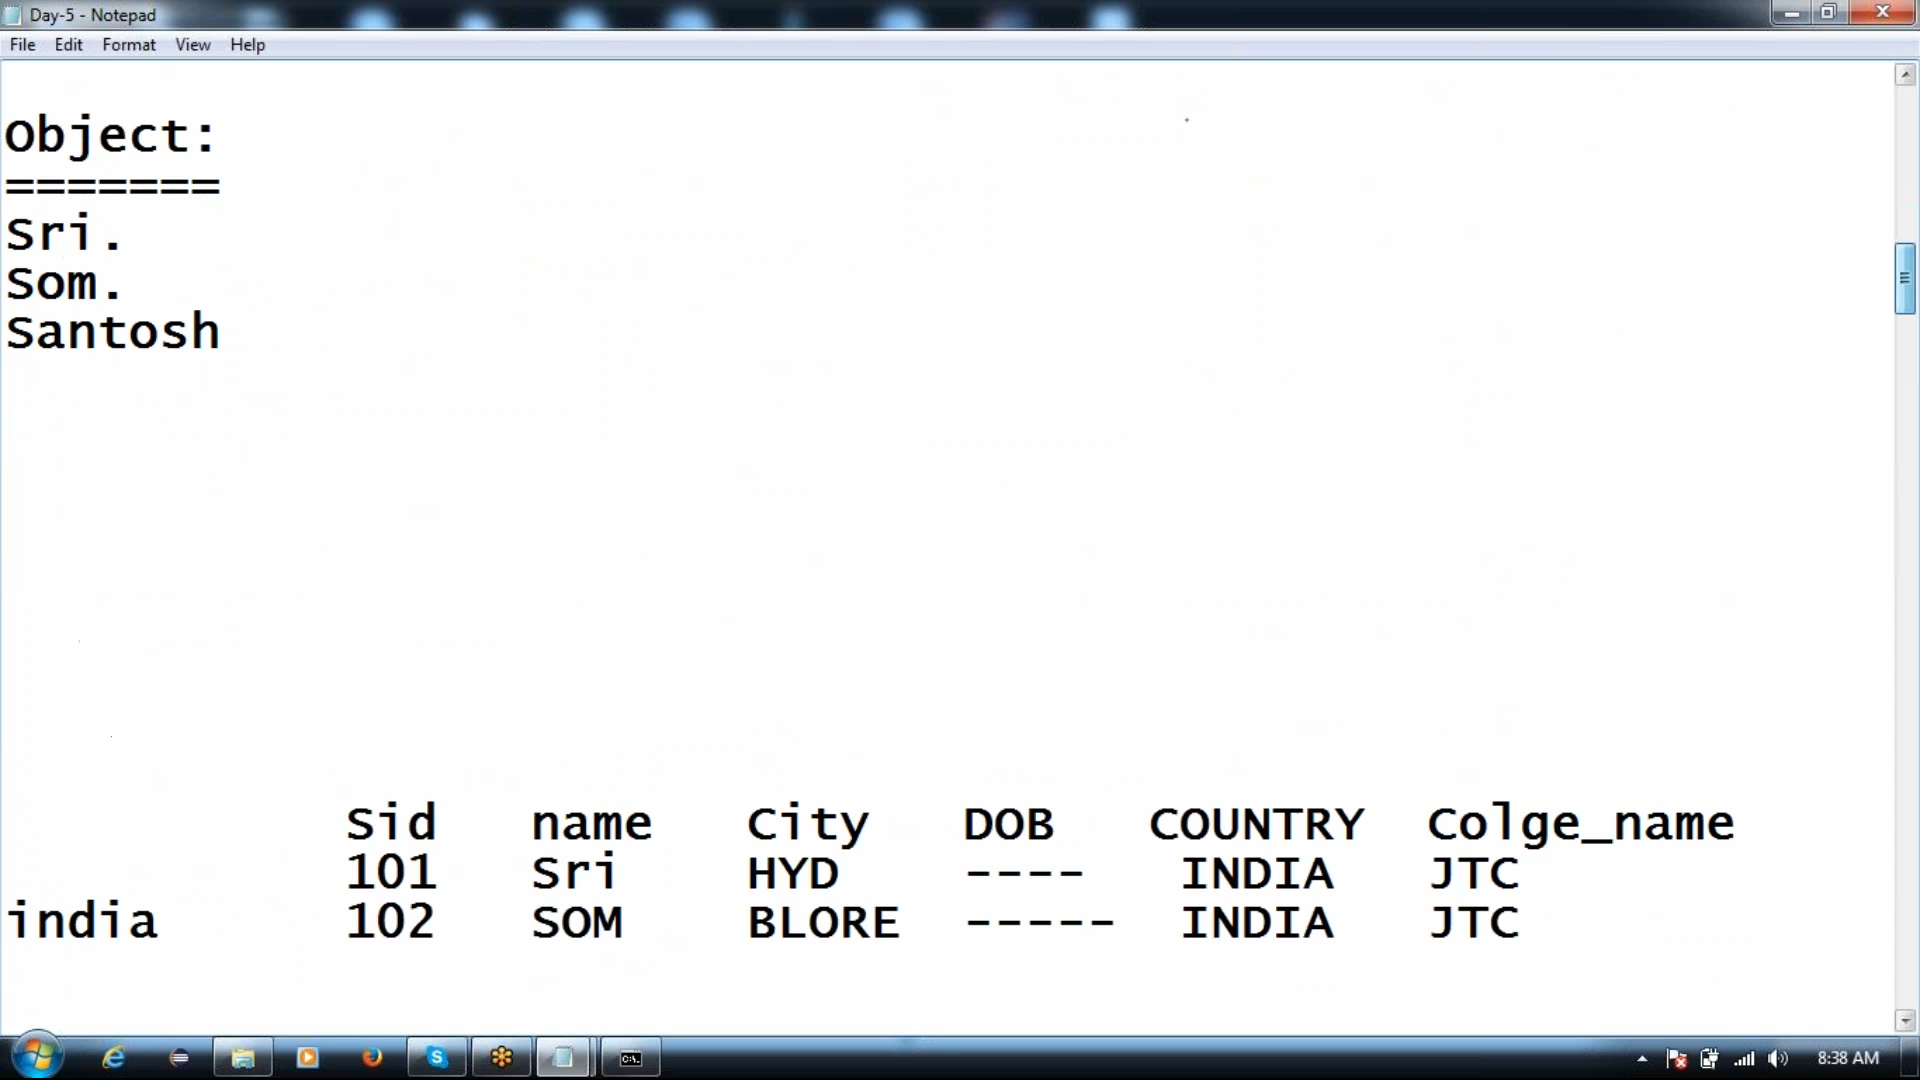 Day-5 - Notepad
File Edit Format View Help
Object:
=======
Sri.
Som.
Santosh
Sid name City DOB COUNTRY Colge_name
101 Sri HYD ---- INDIA JTC
india 102 SOM BLORE ----- INDIA JTC
8:38 AM